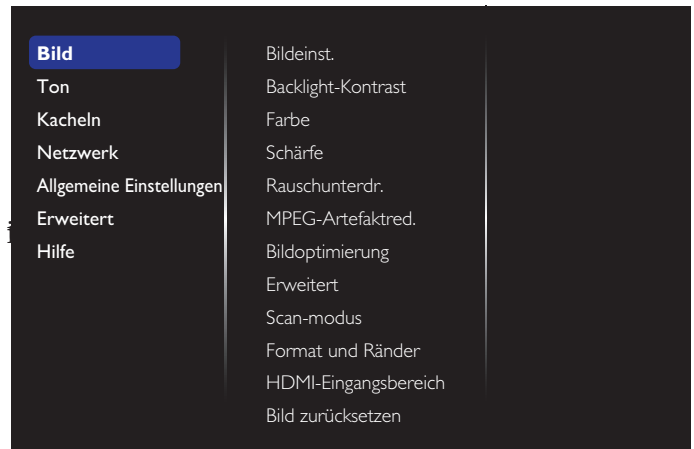 Bild
Ton
Kacheln
Netzwerk
Allgemeine Einstellungen
Erweitert
Hilfe
Bildeinst.
Backlight-Kontrast
Farbe
Schärfe
Rauschunterdr.
MPEG-Artefaktred.
Bildoptimierung
Erweitert
Scan-modus
Format und Ränder
HDMI-Eingangsbereich
Bild zurücksetzen